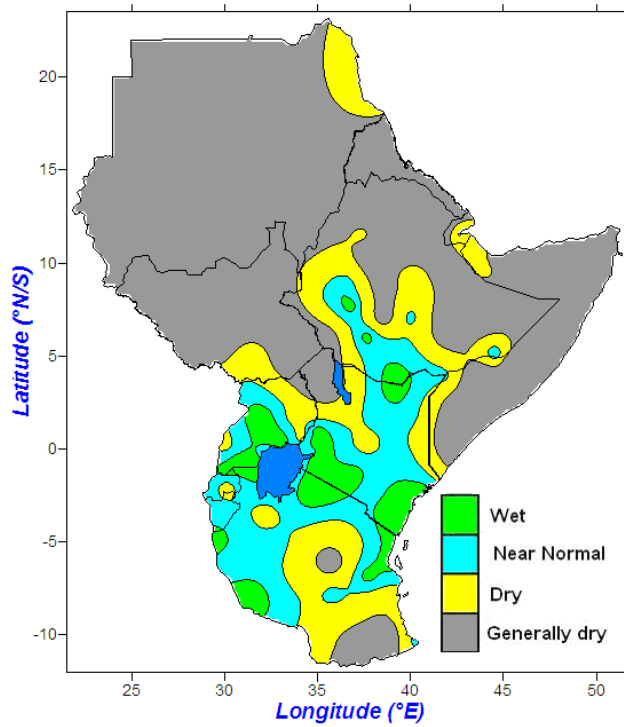 20
15
10
5
0
-5
-10
Latitude (°N/S)
Wet
Near Normal
Dry
Generally dry
25 30 35 40 45 50
Longitude (°E)